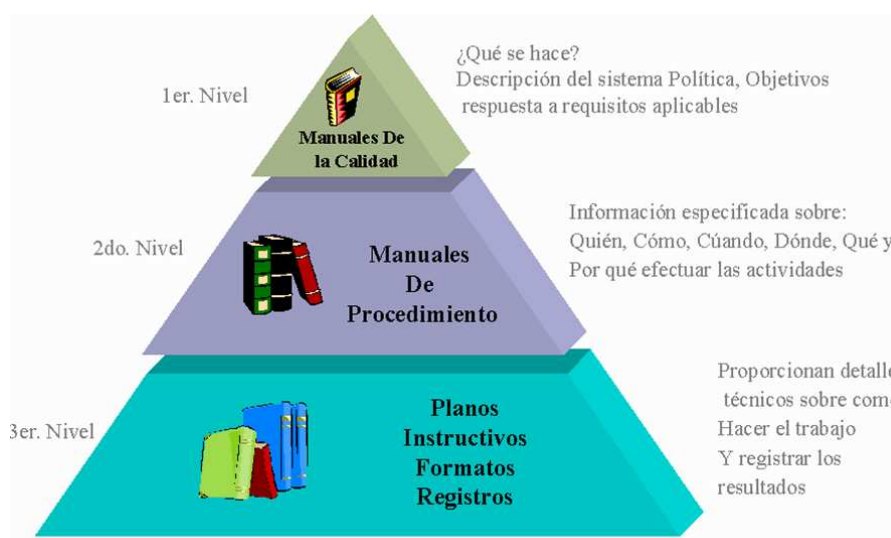 1er. Nivel
Manuales De
la Calidad
¿Qué se hace?
Descripción del sistema Política, Objetivos
respuesta a requisitos aplicables
2do. Nivel
Manuales
De
Procedimiento
Información especificada sobre:
Quién, Cómo, Cúando, Dónde, Qué y
Por qué efectuar las actividades
3er. Nivel
Planos
Instructivos
Formatos
Registros
Proporcionan detalle
técnicos sobre como
Hacer el trabajo
Y registrar los
resultados